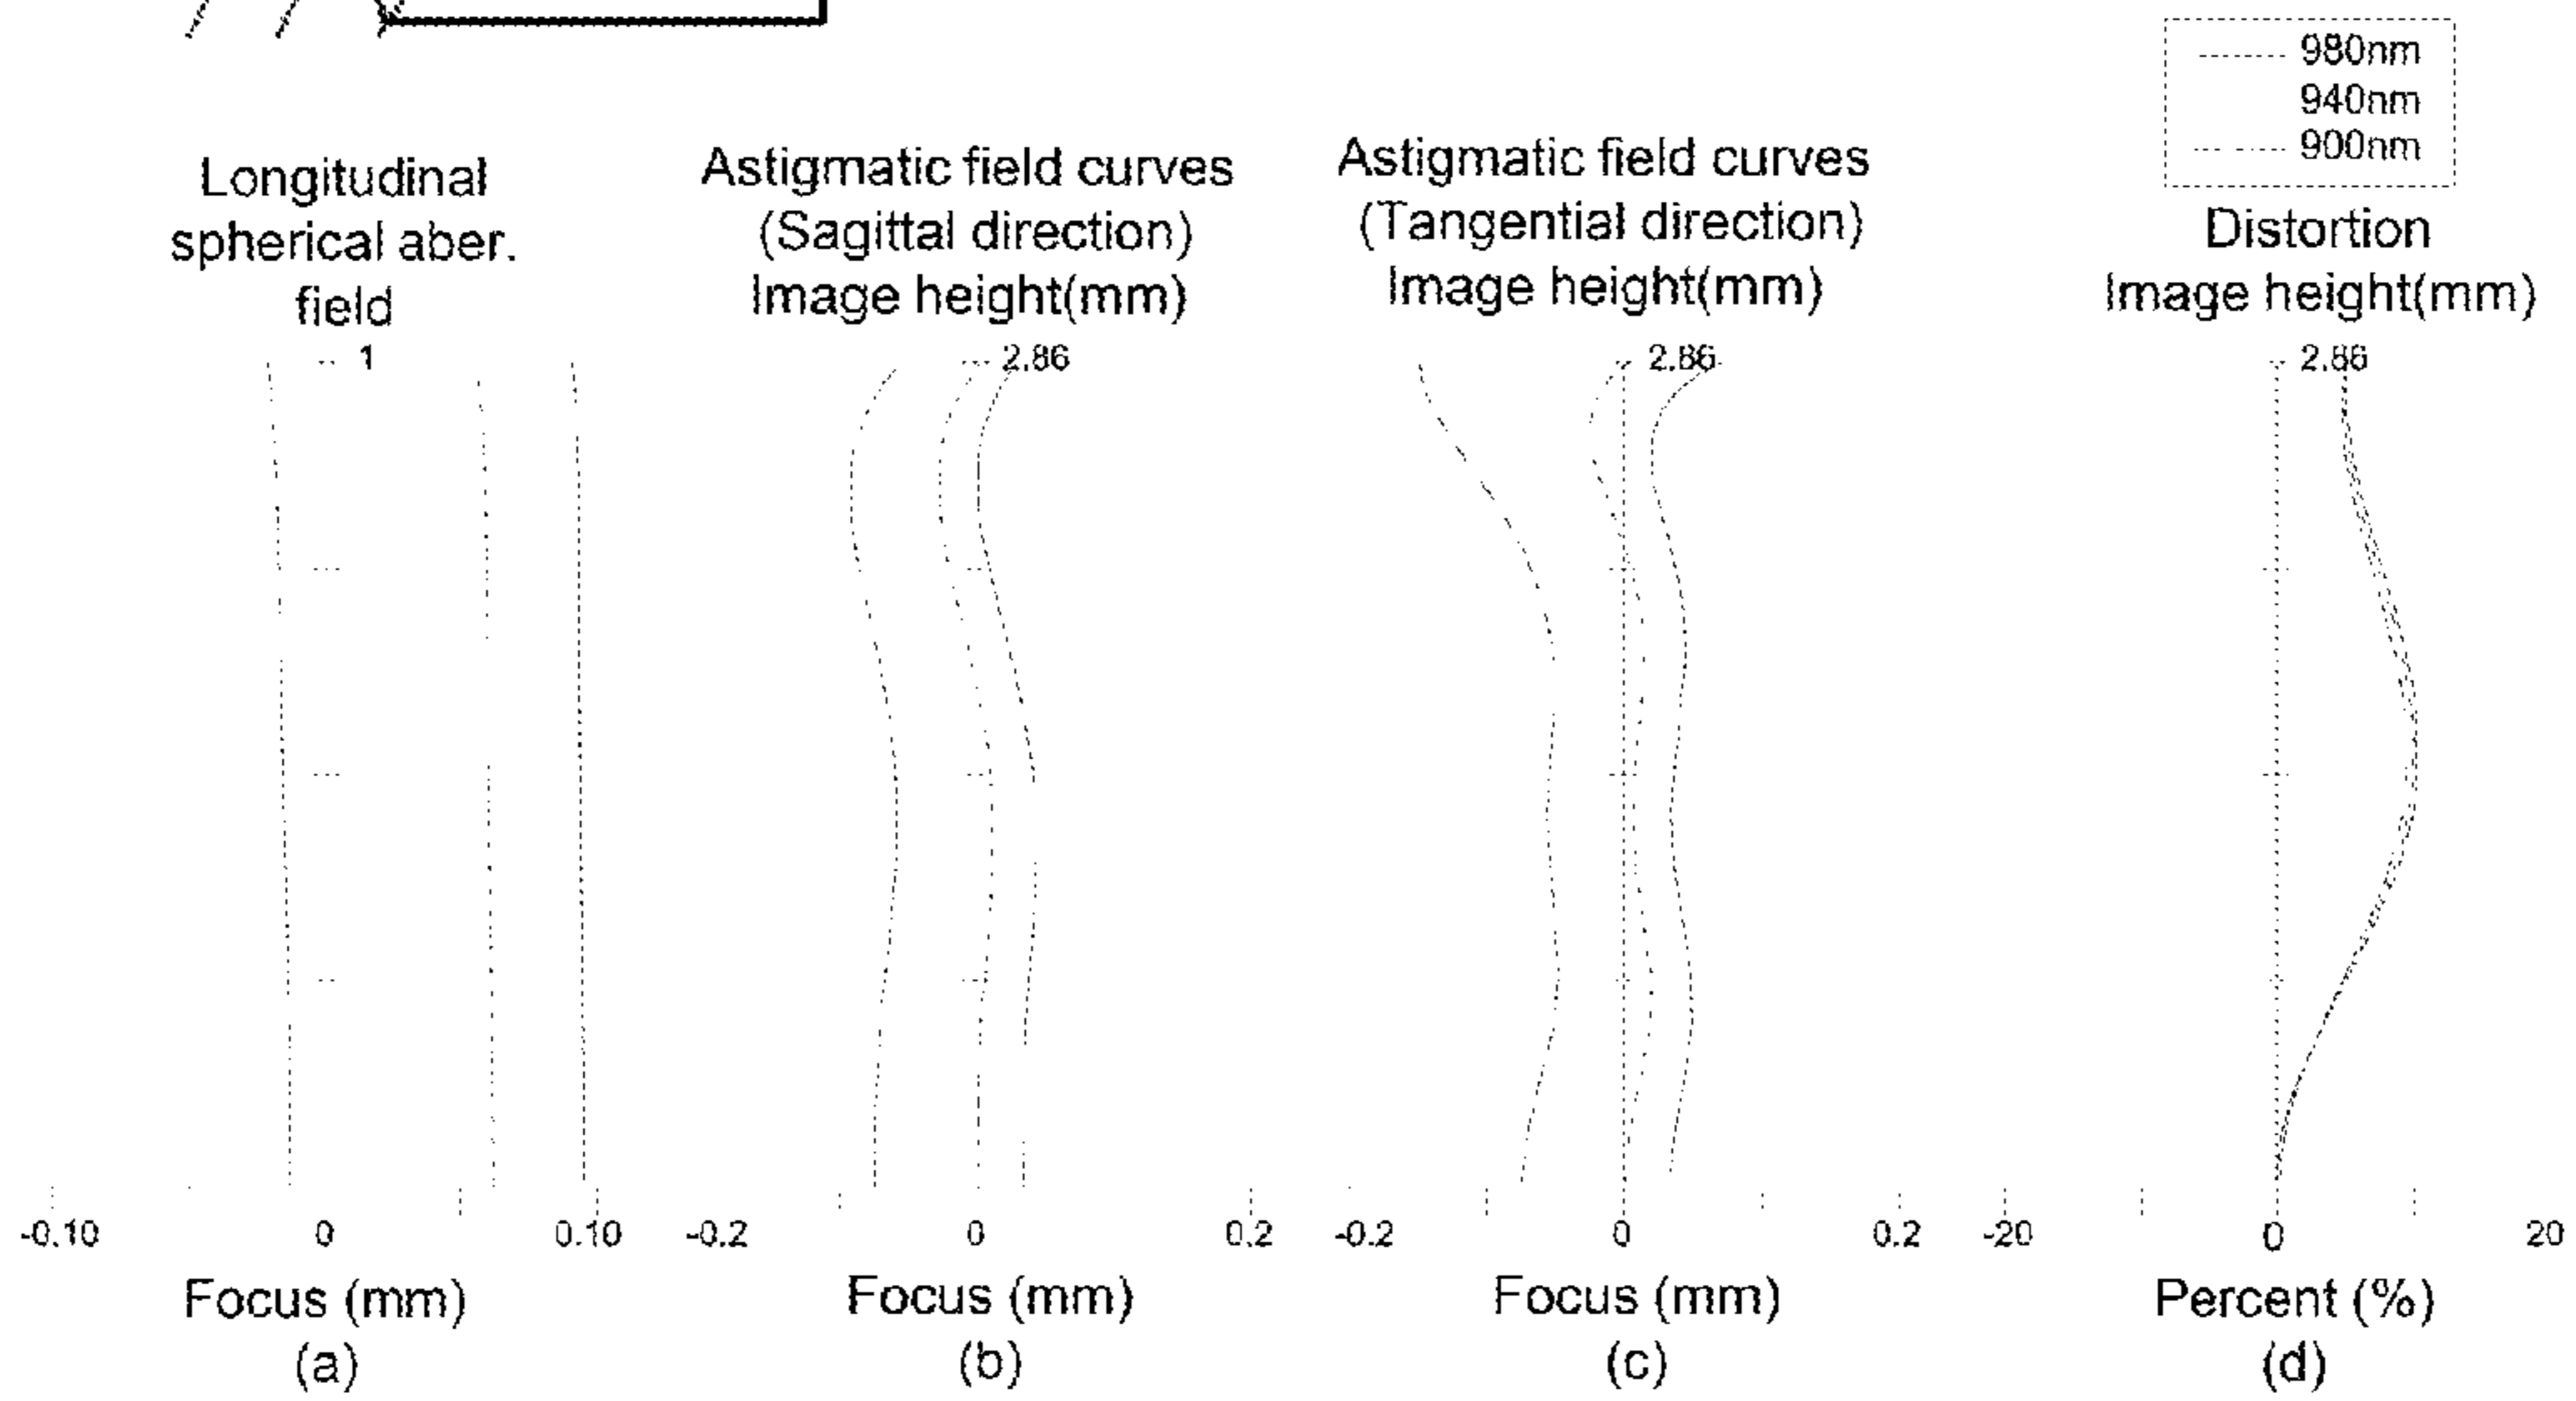 980nm
940nm
900nm
Longitudinal
spherical aber.
field
1
-0.10
0
0.10
Focus (mm)
(a)
Astigmatic field curves
(Sagittal direction)
Image height(mm)
2.86
-0.2
0
0.2
Focus (mm)
(b)
Astigmatic field curves
(Tangential direction)
Image height(mm)
2.86
-0.2
0
0.2
Focus (mm)
(c)
Distortion
Image height(mm)
2.86
-20
0
20
Percent (%)
(d)